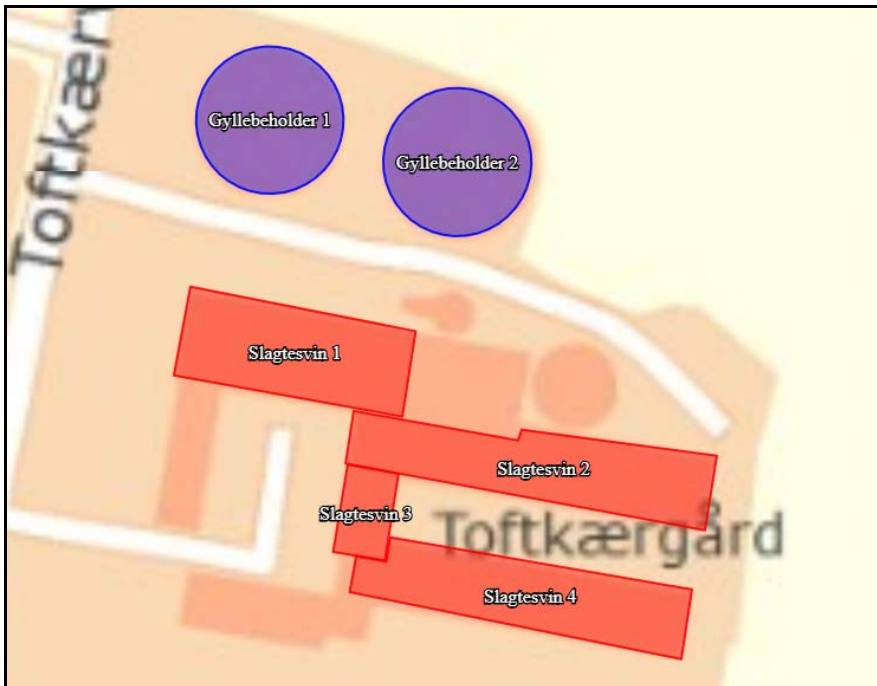 Toftkær
Gyllebeholder 1
Gyllebeholder 2
Slagtesvin 1
Slagtesvin 2
Slagtesvin 3
Toftkærgård
Slagtesvin 4